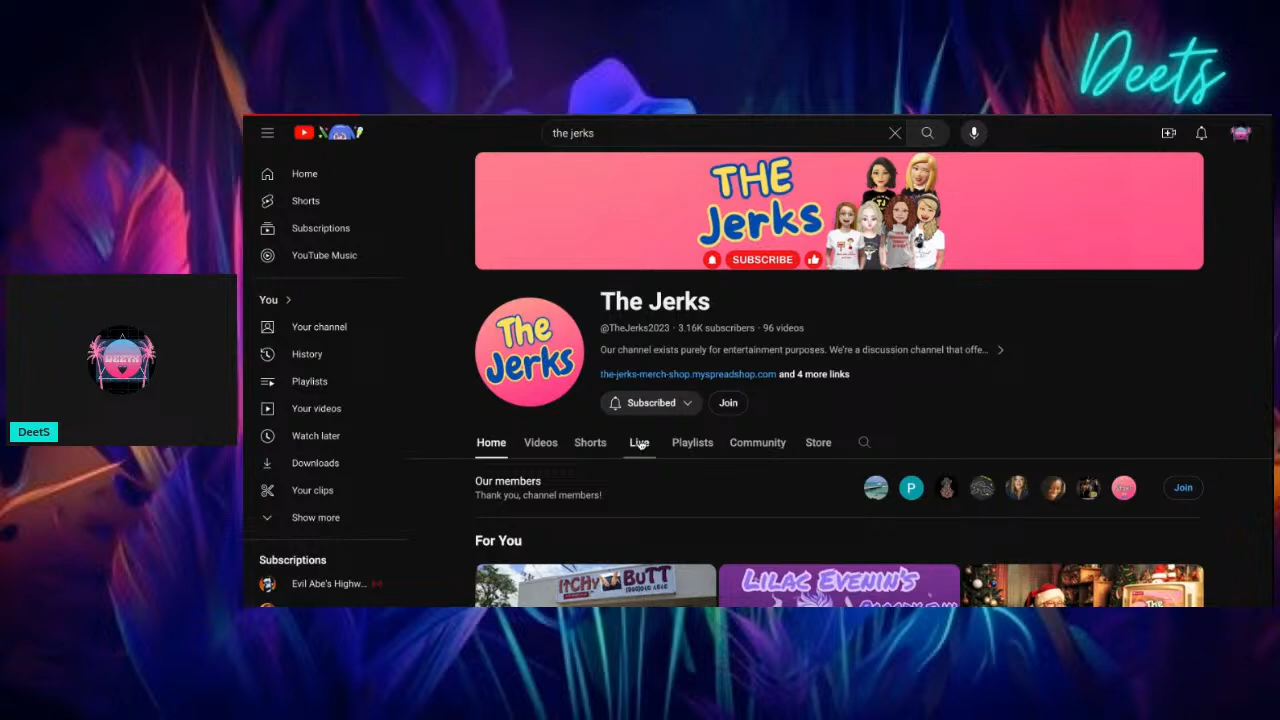 Deets
the jerks
Home
Shorts
Subscriptions
YouTube Music
You
Your channel
History
Playlists
Your videos
Watch later
Downloads
Your clips
Show more
Subscriptions
Evil Abe's Highw...
THE
Jerks
SUBSCRIBE
The
Jerks
The Jerks
@TheJerks2023 · 3.16K subscribers · 96 videos
Our channel exists purely for entertainment purposes. We're a discussion channel that offe...
the-jerks-merch-shop.myspreadshop.com and 4 more links
Subscribed
Join
Home Videos Shorts Live Playlists Community Store
Our members
Thank you, channel members!
P
Join
For You
ITCHY BUTT
LILAC EVENIN'S
DEETS
DeetS